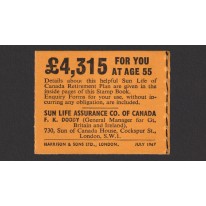 £4,315 FOR YOU
AT AGE 55
Details about this helpful Sun Life of
Canada Retirement Plan are given in the
inside pages of this Stamp Book.
Enquiry Forms for your use, without in-
curring any obligation, are included.
SUN LIFE ASSURANCE CO. OF CANADA
F. K. (General Manager for Gt.
Britain and Ireland),
730, Sun of Canada House, Cockspur St.,
London, S.W.1.
HARRISON & SONS LTD., LONDON. JULY 1947